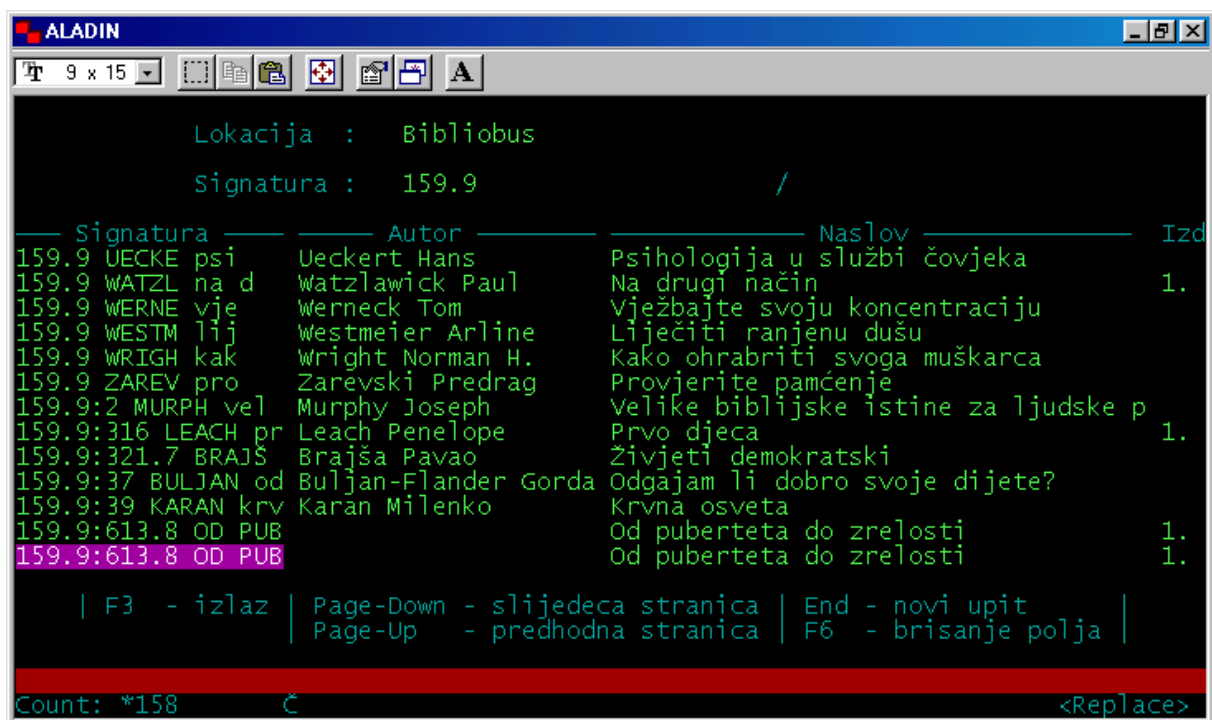 ALADIN
9 x 15
A
Lokacija : Bibliobus
Signatura : 159.9 /
Signatura Autor Naslov Izd
159.9 UECKE psi Ueckert Hans Psihologija u službi čovjeka
159.9 WATZL na d Watzlawick Paul Na drugi način 1.
159.9 WERNE vje Werneck Tom Vježbajte svoju koncentraciju
159.9 WESTM lij Westmeier Arline Liječiti ranjenu dušu
159.9 WRIGH kak Wright Norman H. Kako ohrabriti svoga muškarca
159.9 ZAREV pro Zarevski Predrag Provjerite pamćenje
159.9:2 MURPH vel Murphy Joseph Velike biblijske istine za ljudske p
159.9:316 LEACH pr Leach Penelope Prvo djeca 1.
159.9:321.7 BRAJŠ Brajša Pavao Živjeti demokratski
159.9:37 BULJAN od Buljan-Flander Gorda Odgajam li dobro svoje dijete?
159.9:39 KARAN krv Karan Milenko Krvna osveta
159.9:613.8 OD PUB Od puberteta do zrelosti 1.
159.9:613.8 OD PUB Od puberteta do zrelosti 1.
| F3 - izlaz | Page-Down - slijedeca stranica | End - novi upit |
| Page-Up - predhodna stranica | F6 - brisanje polja |
Count: *158 Č <Replace>